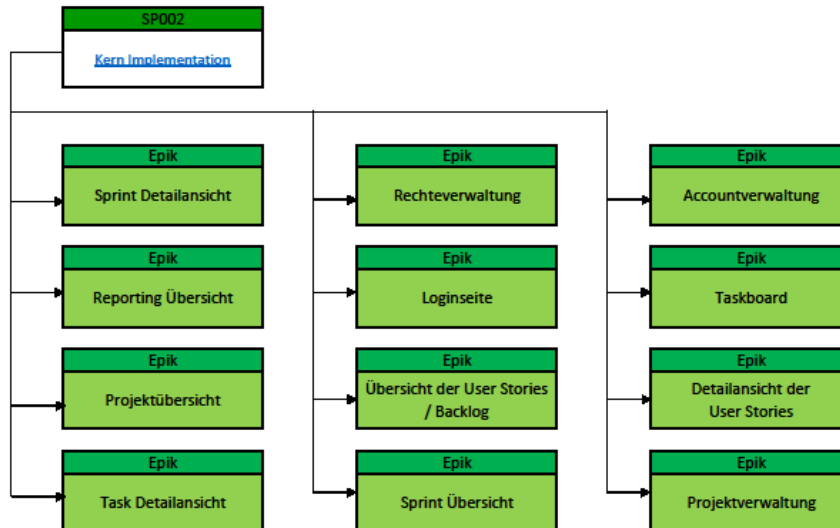 SP002
Kern Implementation
Epik
Sprint Detailansicht
Epik
Rechteverwaltung
Epik
Accountverwaltung
Epik
Reporting Übersicht
Epik
Loginseite
Epik
Taskboard
Epik
Projektübersicht
Epik
Übersicht der User Stories
/ Backlog
Epik
Detailansicht der
User Stories
Epik
Task Detailansicht
Epik
Sprint Übersicht
Epik
Projektverwaltung